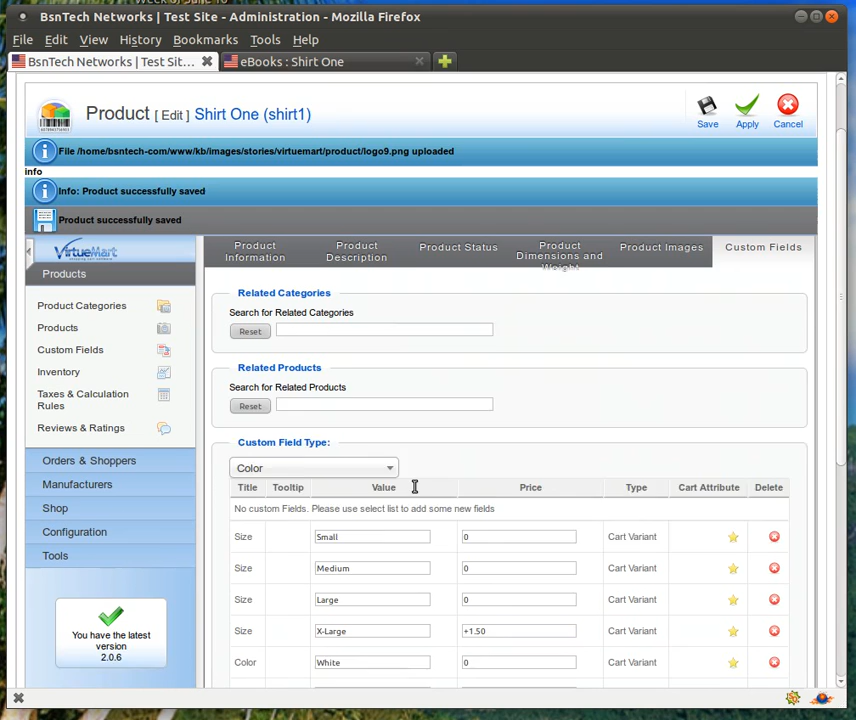 BsnTech Networks | Test Site - Administration - Mozilla Firefox
File Edit View History Bookmarks Tools Help
BsnTech Networks | Test Sit... eBooks : Shirt One
Product [ Edit ] Shirt One (shirt1)
Save Apply Cancel
File /home/bsntech-com/www/kb/images/stories/virtuemart/product/logo9.png uploaded
info
Info: Product successfully saved
Product successfully saved
VirtueMart
Products
Product Categories
Products
Custom Fields
Inventory
Taxes & Calculation
Rules
Reviews & Ratings
Orders & Shoppers
Manufacturers
Shop
Configuration
Tools
You have the latest
version
2.0.6
Product
Information
Product
Description
Product Status
Product
Dimensions and
Weight
Product Images
Custom Fields
Related Categories
Search for Related Categories
Reset
Related Products
Search for Related Products
Reset
Custom Field Type:
Color
Title Tooltip Value Price Type Cart Attribute Delete
No custom Fields. Please use select list to add some new fields
Size Small 0 Cart Variant
Size Medium 0 Cart Variant
Size Large 0 Cart Variant
Size X-Large +1.50 Cart Variant
Color White 0 Cart Variant